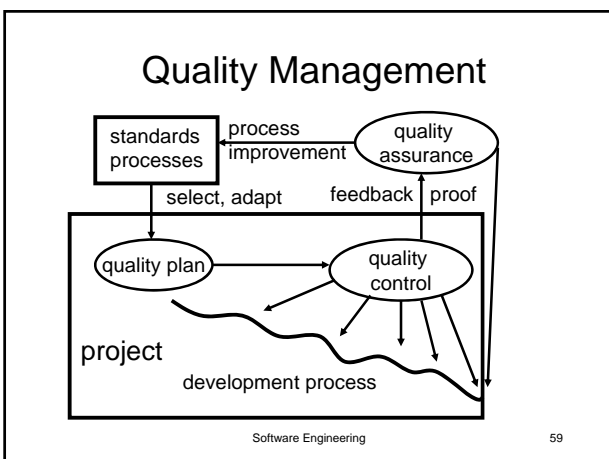 Quality Management
standards
processes
process
improvement
quality
assurance
select, adapt
feedback proof
quality plan
quality
control
project
development process
Software Engineering
59